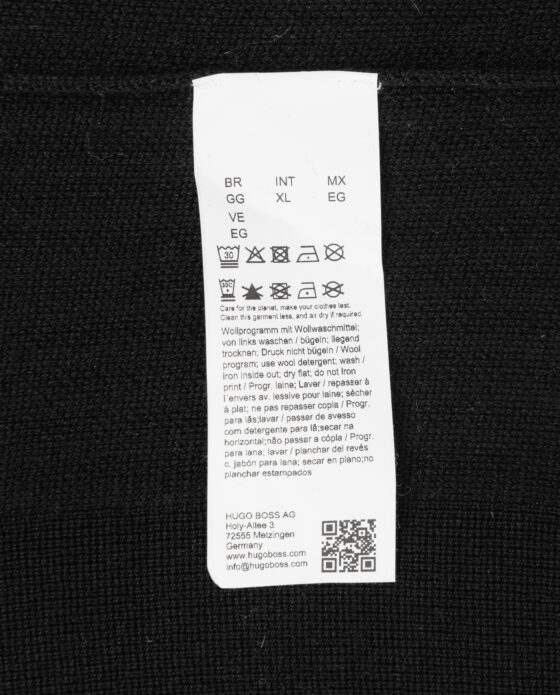 BR INT MX
GG XL EG
VE
EG
30
30C
Care for the planet, make your clothes last.
Clean this garment less, and air dry if required.
Wollprogramm mit Wollwaschmittel;
von links waschen / bügeln; liegend
trocknen; Druck nicht bügeln / Wool
program; use wool detergent; wash /
iron inside out; dry flat; do not iron
print / Progr. laine; Laver / repasser à
l´envers av. lessive pour laine; sécher
à plat; ne pas repasser copla / Progr.
para lãs;lavar / passar de avesso
com detergente para lã;secar na
horizontal;não passar a cópla / Progr.
para lana; lavar / planchar del revés
c. jabón para lana; secar en plano;no
planchar estampados
HUGO BOSS AG
Holy-Allee 3
72555 Metzingen
Germany
www.hugoboss.com
info@hugoboss.com